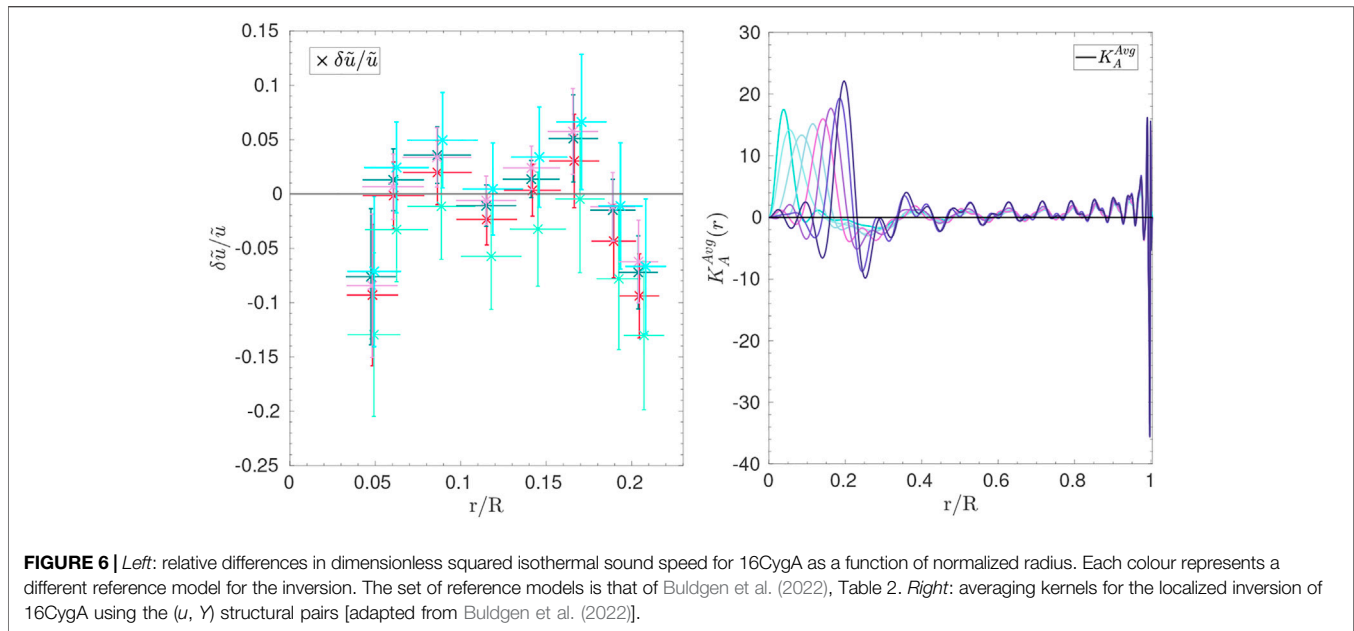 0.15
0.1
0.05
0
-0.05
-0.1
-0.15
-0.2
-0.25
δũ/ũ
× δũ/ũ
0 0.05 0.1 0.15 0.2
r/R
30
20
10
0
-10
-20
-30
-40
K_A^{Avg}(r)
K_A^{Avg}
0 0.2 0.4 0.6 0.8 1
r/R
FIGURE 6 | Left: relative differences in dimensionless squared isothermal sound speed for 16CygA as a function of normalized radius. Each colour represents a
different reference model for the inversion. The set of reference models is that of Buldgen et al. (2022), Table 2. Right: averaging kernels for the localized inversion of
16CygA using the (u, Y) structural pairs [adapted from Buldgen et al. (2022)].